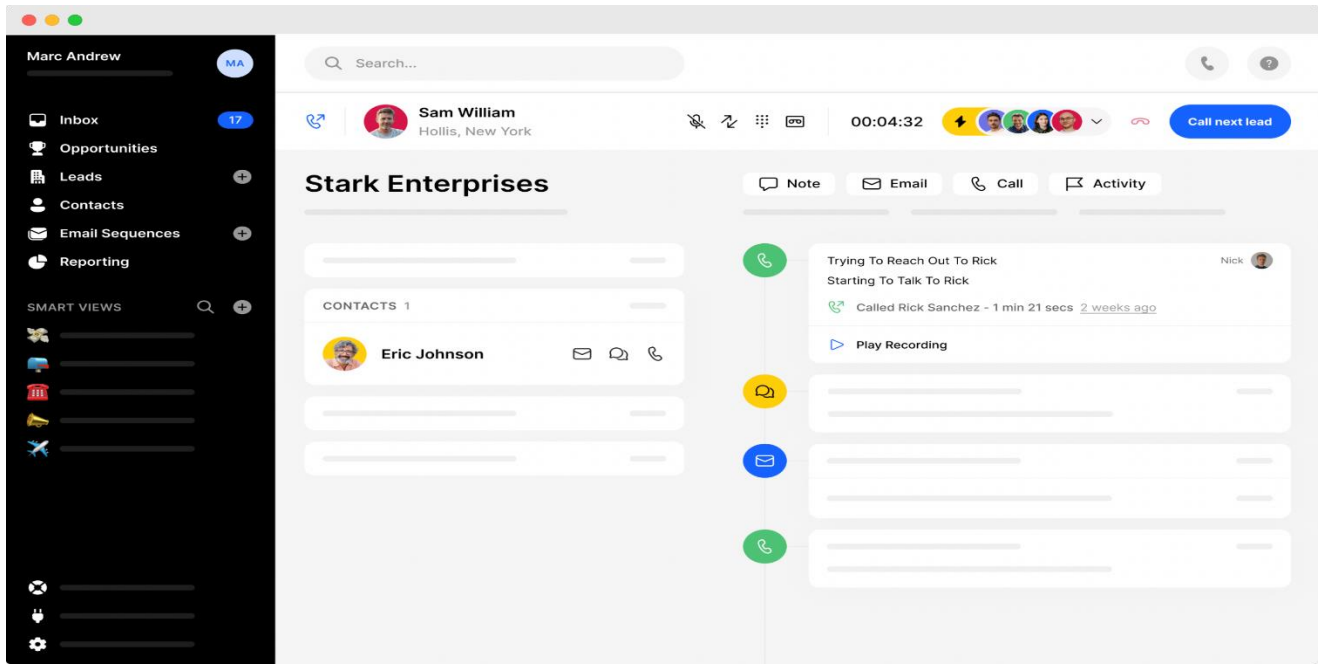 Marc Andrew
MA
Inbox
17
Opportunities
Leads
Contacts
Email Sequences
Reporting
SMART VIEWS
Search...
?
Sam William
Hollis, New York
00:04:32
Call next lead
Stark Enterprises
Note
Email
Call
Activity
CONTACTS 1
Eric Johnson
Trying To Reach Out To Rick
Nick
Starting To Talk To Rick
Called Rick Sanchez - 1 min 21 secs 2 weeks ago
Play Recording